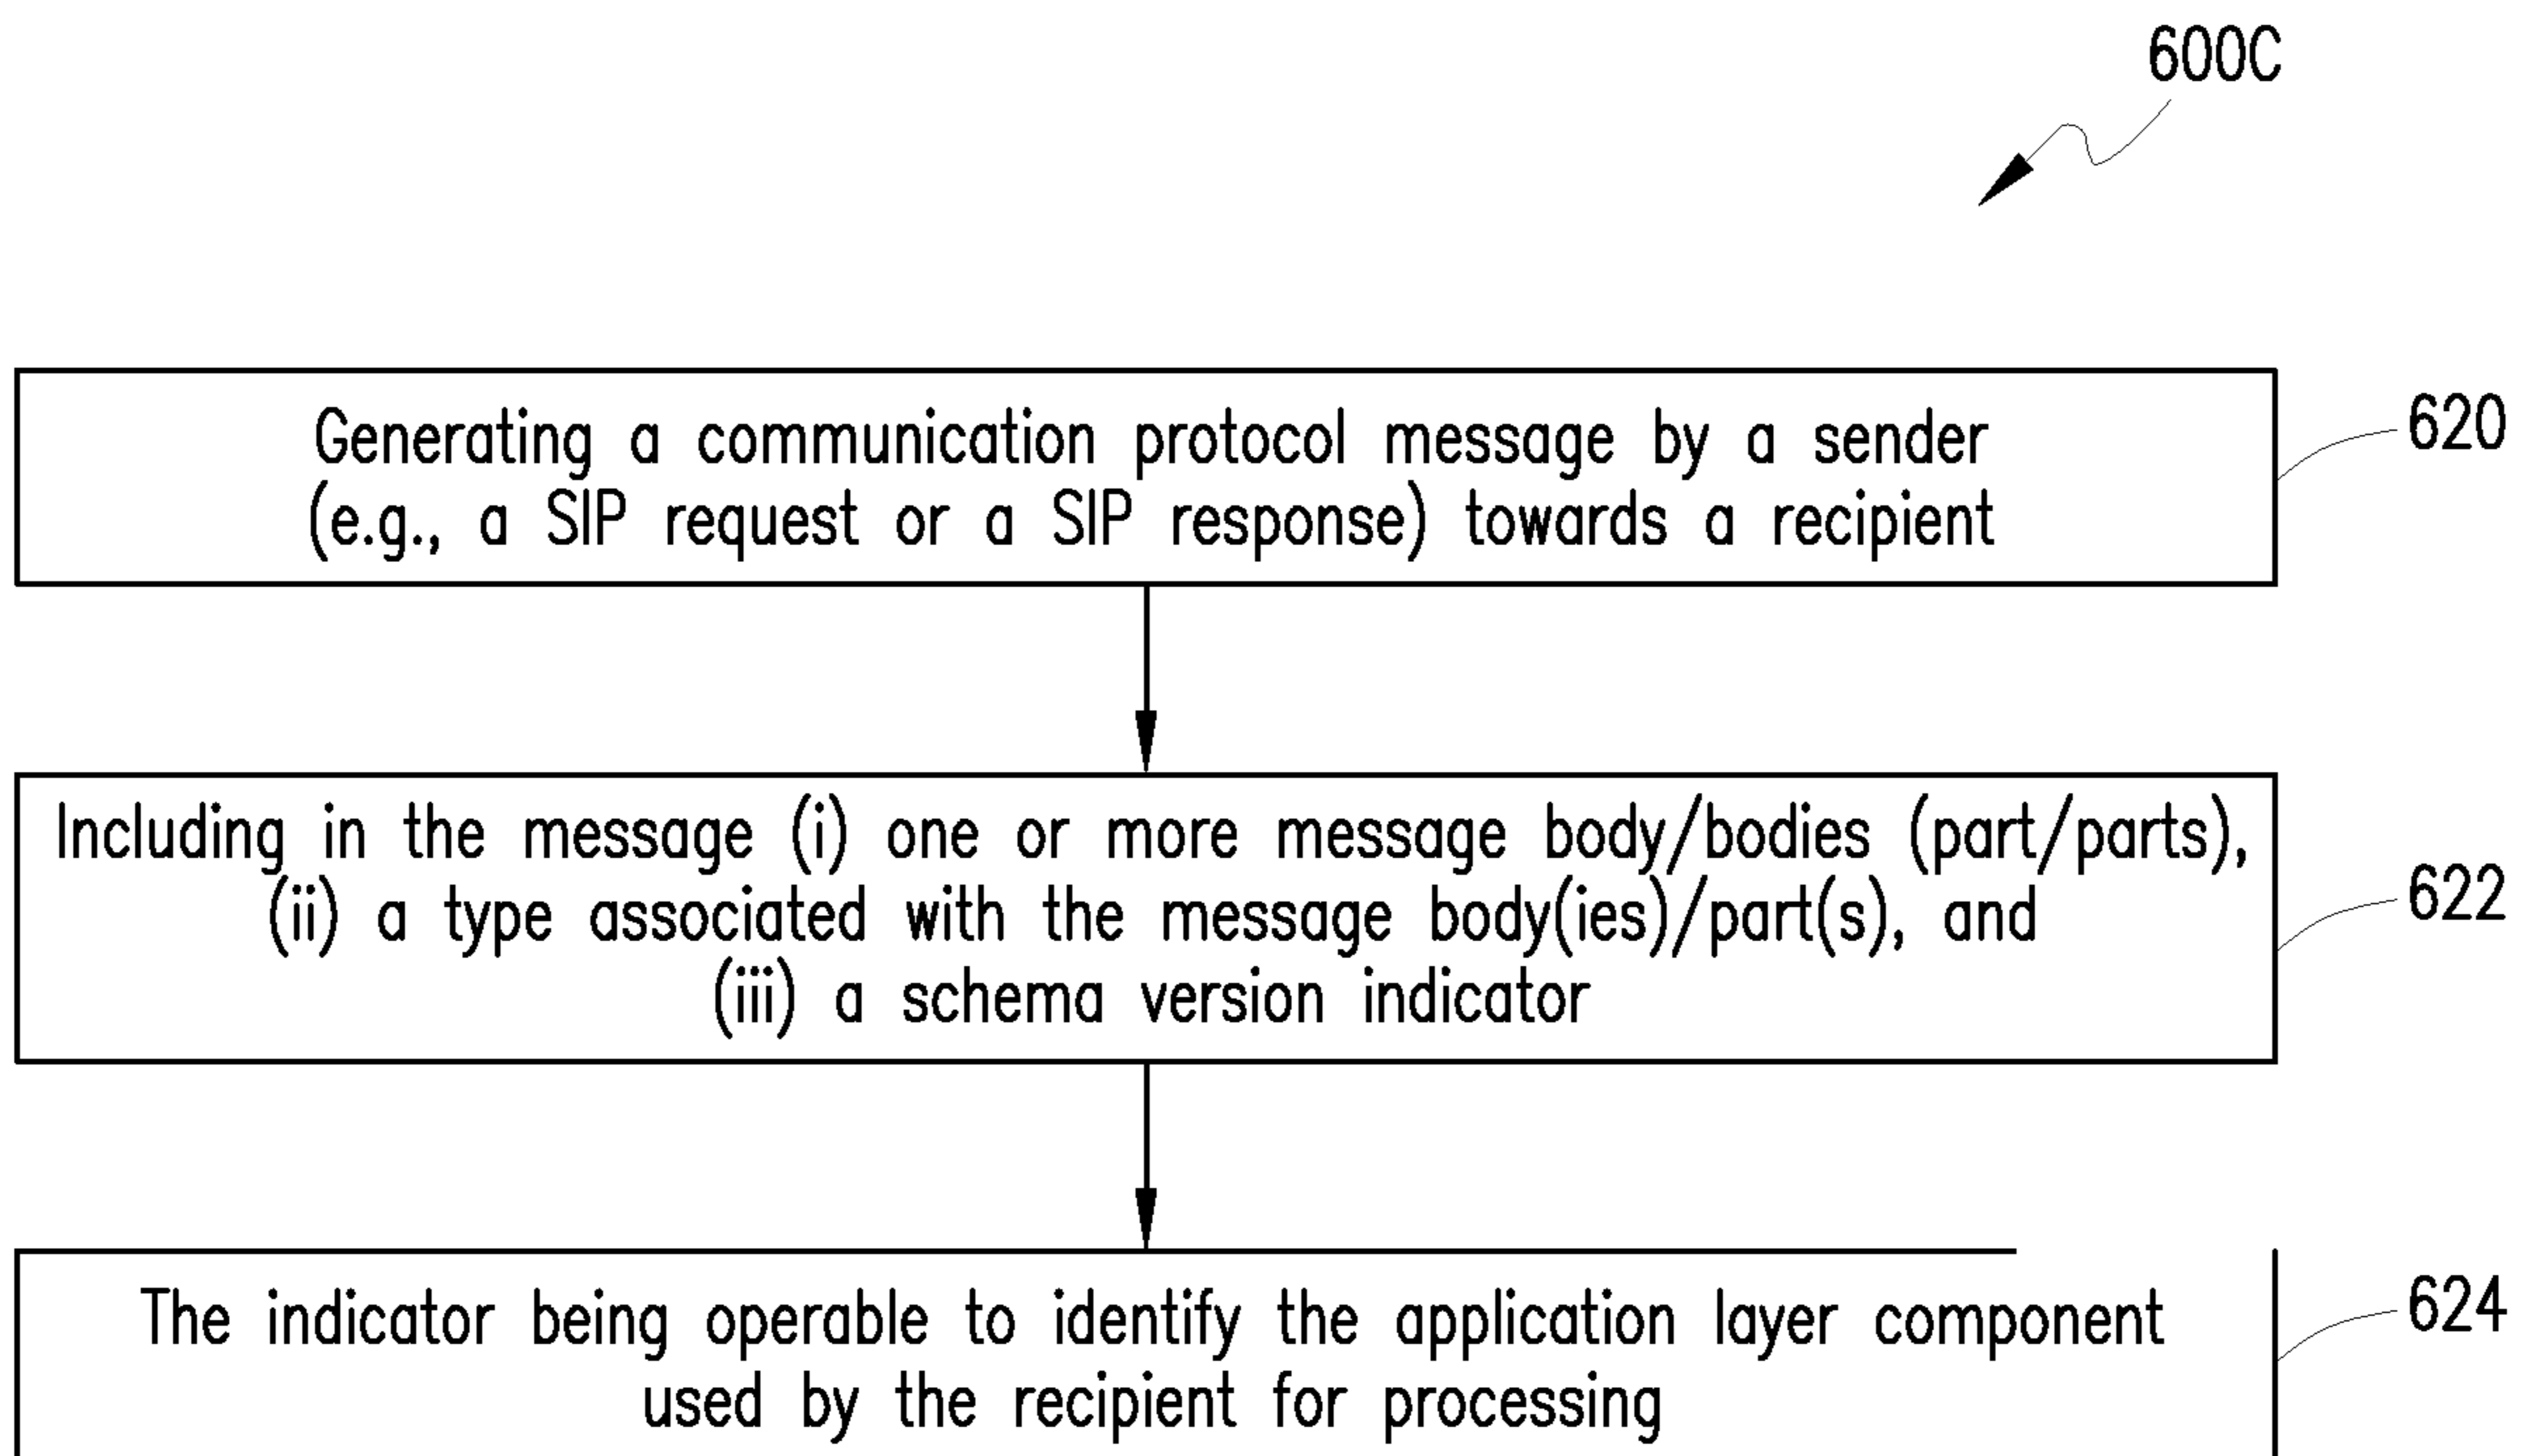 600C
Generating a communication protocol message by a sender
(e.g., a SIP request or a SIP response) towards a recipient
620
Including in the message (i) one or more message body/bodies (part/parts),
(ii) a type associated with the message body(ies)/part(s), and
(iii) a schema version indicator
622
The indicator being operable to identify the application layer component
used by the recipient for processing
624